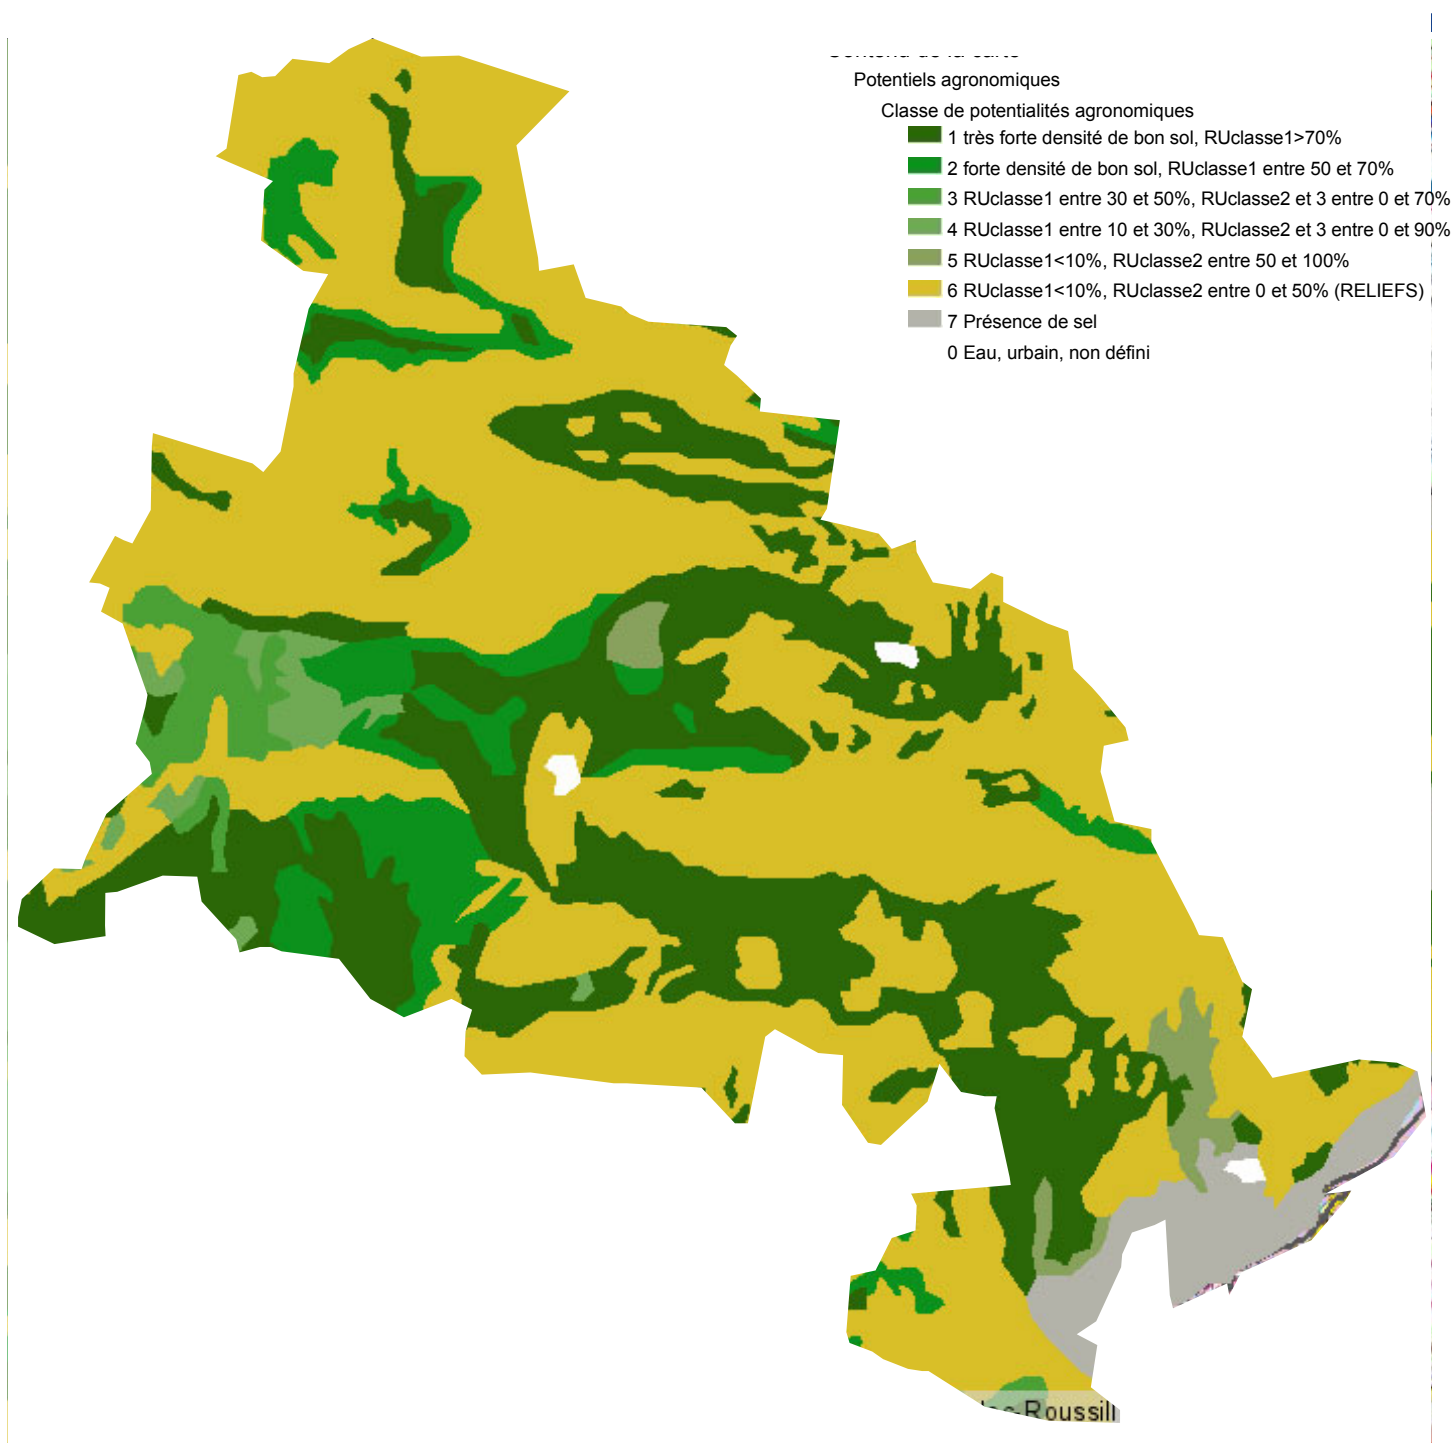 Contenu de la carte
Potentiels agronomiques
Classe de potentialités agronomiques
1 très forte densité de bon sol, RUclasse1>70%
2 forte densité de bon sol, RUclasse1 entre 50 et 70%
3 RUclasse1 entre 30 et 50%, RUclasse2 et 3 entre 0 et 70%
4 RUclasse1 entre 10 et 30%, RUclasse2 et 3 entre 0 et 90%
5 RUclasse1<10%, RUclasse2 entre 50 et 100%
6 RUclasse1<10%, RUclasse2 entre 0 et 50% (RELIEFS)
7 Présence de sel
0 Eau, urbain, non défini